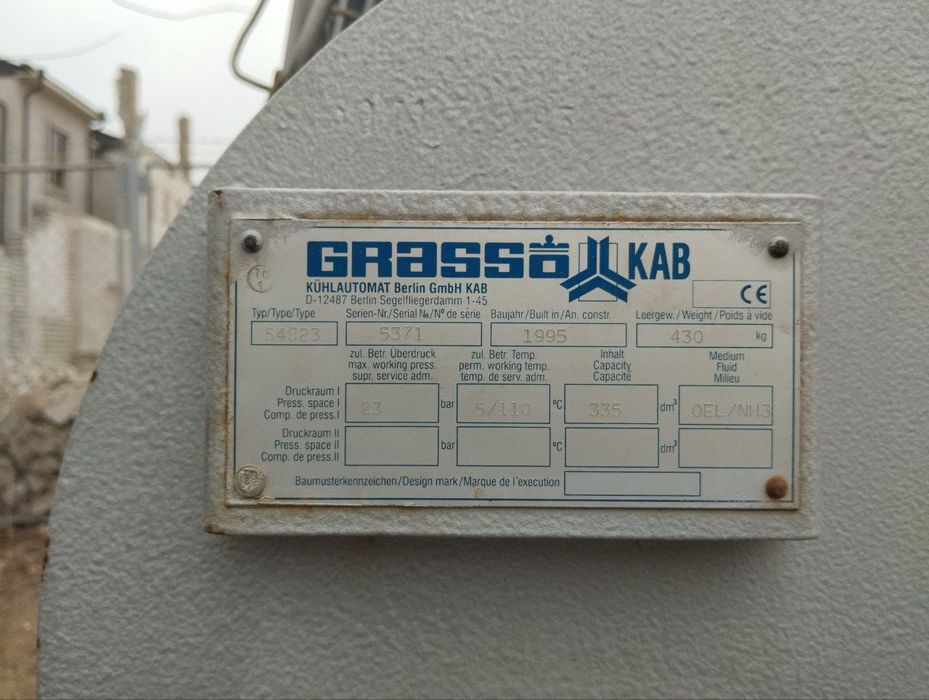 GRASSO KAB
KÜHLAUTOMAT Berlin GmbH KAB
D-12487 Berlin Segelfliegerdamm 1-45
CE
Typ/Type/Type Serien-Nr./Serial №/N° de série Baujahr/Built in/An. constr. Leergew./Weight/Poids à vide
5371 1995 430 kg
zul. Betr. Überdruck zul. Betr. Temp. Inhalt Medium
max. working press. perm. working temp. Capacity Fluid
supr. service adm. temp. de serv. adm. Capacité Milieu
Druckraum I
Press. space I 23 bar 5/110 °C 335 dm³ OEL/NH3
Comp. de press.I
Druckraum II
Press. space II bar °C dm³
Comp. de press.II
Baumusterkennzeichen/Design mark/Marque de l'execution